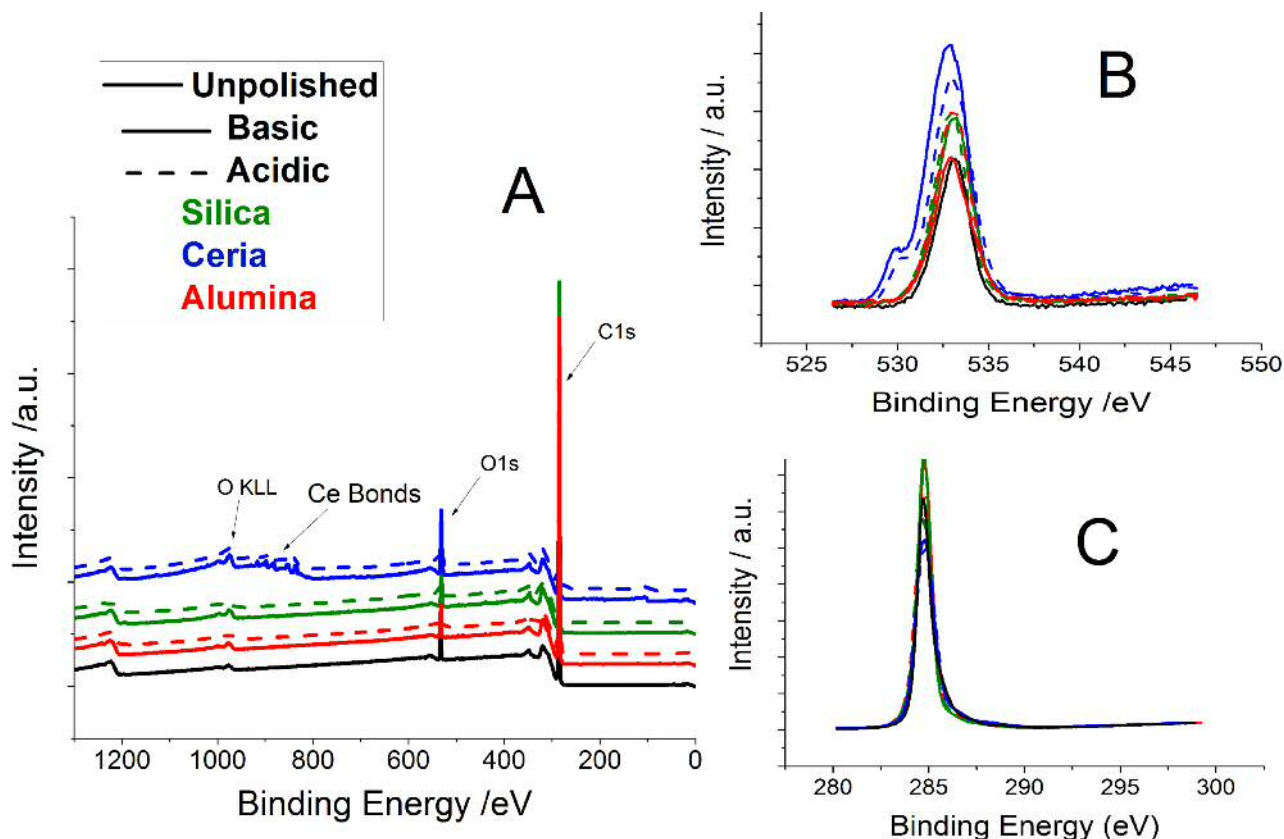 Unpolished
Basic
Acidic
Silica
Ceria
Alumina
A
C1s
O1s
O KLL
Ce Bonds
Intensity /a.u.
1200 1000 800 600 400 200 0
Binding Energy /eV
B
Intensity / a.u.
525 530 535 540 545 550
Binding Energy /eV
C
Intensity / a.u.
280 285 290 295 300
Binding Energy (eV)